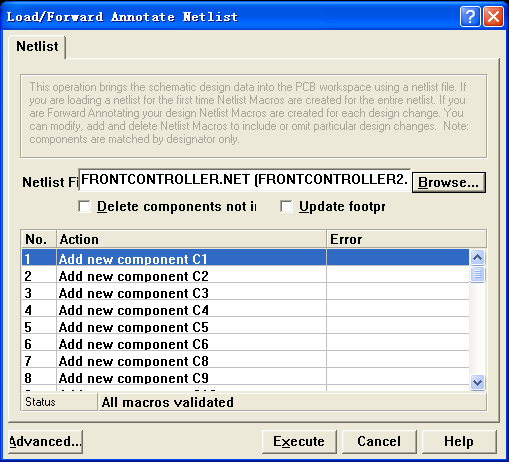 Load/Forward Annotate Netlist
Netlist
This operation brings the schematic design data into the PCB workspace using a netlist file. If
you are loading a netlist for the first time Netlist Macros are created for the entire netlist. If you
are Forward Annotating your design Netlist Macros are created for each design change. You
can modify, add and delete Netlist Macros to include or omit particular design changes. Note:
components are matched by designator only.
Netlist Fi FRONTCONTROLLER.NET (FRONTCONTROLLER2. Browse...
Delete components not i Update footpr
No. Action Error
1 Add new component C1
2 Add new component C2
3 Add new component C3
4 Add new component C4
5 Add new component C5
6 Add new component C6
7 Add new component C8
8 Add new component C9
Status All macros validated
Advanced... Execute Cancel Help